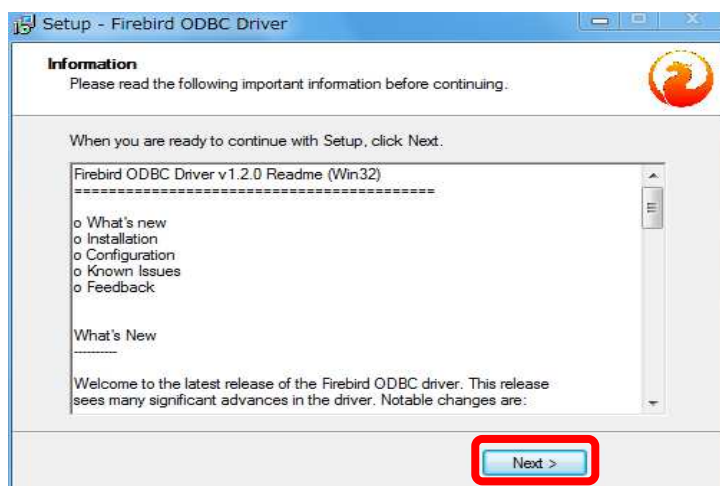 Setup - Firebird ODBC Driver
Information
Please read the following important information before continuing.
When you are ready to continue with Setup, click Next.
Firebird ODBC Driver v1.2.0 Readme (Win32)
==========================================
o What's new
o Installation
o Configuration
o Known Issues
o Feedback
What's New
----------
Welcome to the latest release of the Firebird ODBC driver. This release
sees many significant advances in the driver. Notable changes are:
Next >